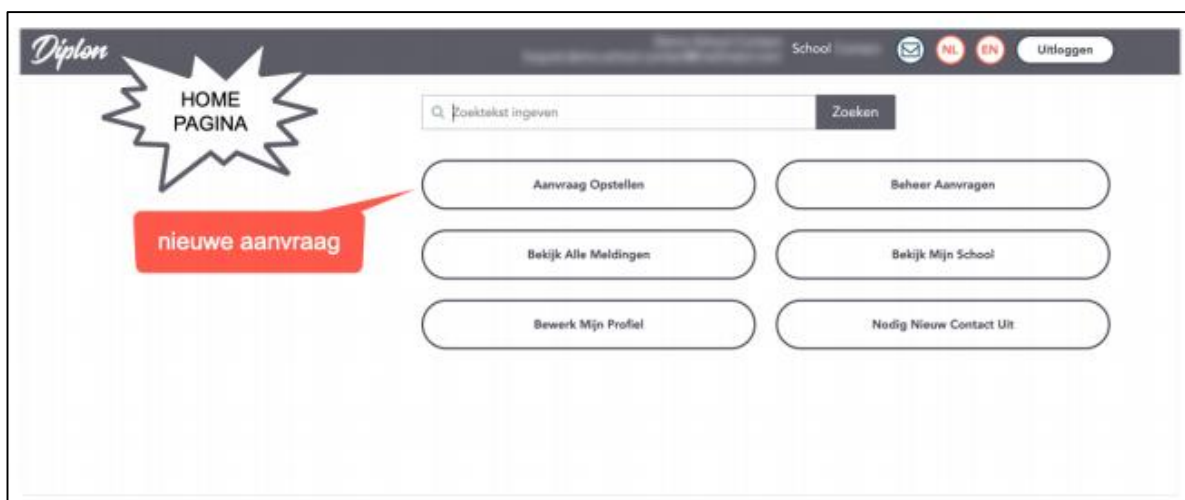 Diplon
School
NL
EN
Uitloggen
HOME
PAGINA
Zoektekst ingeven
Zoeken
Aanvraag Opstellen
Beheer Aanvragen
nieuwe aanvraag
Bekijk Alle Meldingen
Bekijk Mijn School
Bewerk Mijn Profiel
Nodig Nieuw Contact Uit